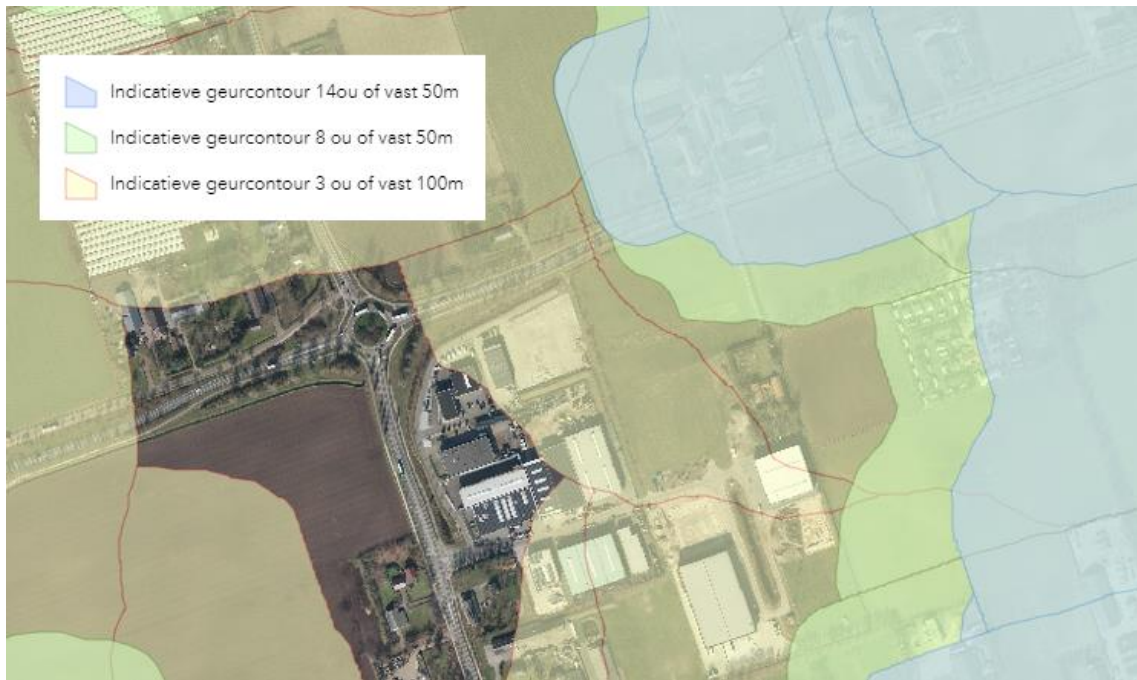 Indicatieve geurcontour 14ou of vast 50m
Indicatieve geurcontour 8 ou of vast 50m
Indicatieve geurcontour 3 ou of vast 100m